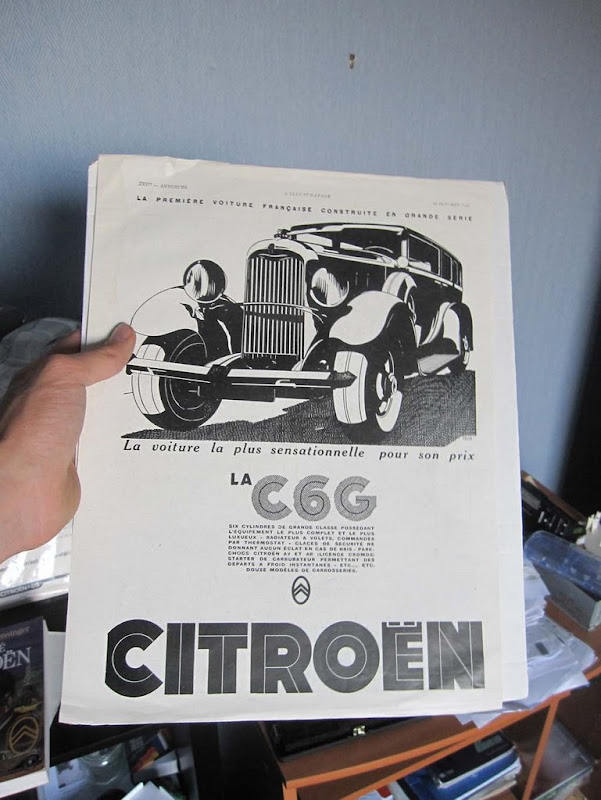 L'ILLUSTRATION
LA PREMIÈRE VOITURE FRANÇAISE CONSTRUITE EN GRANDE SÉRIE
La voiture la plus sensationnelle pour son prix
LA C6G
SIX CYLINDRES DE GRANDE CLASSE POSSÉDANT
L'ÉQUIPEMENT LE PLUS COMPLET ET LE PLUS
LUXUEUX - RADIATEUR A VOLETS, COMMANDÉS
PAR THERMOSTAT - GLACES DE SÉCURITÉ NE
DONNANT AUCUN ÉCLAT EN CAS DE BRIS - PARE-
CHOCS CITROËN AV ET AR (LICENCE CHOMDI)
STARTER DE CARBURATEUR PERMETTANT DES
DÉPARTS A FROID INSTANTANÉS - ETC... ETC.
DOUZE MODÈLES DE CARROSSERIES.
CITROËN